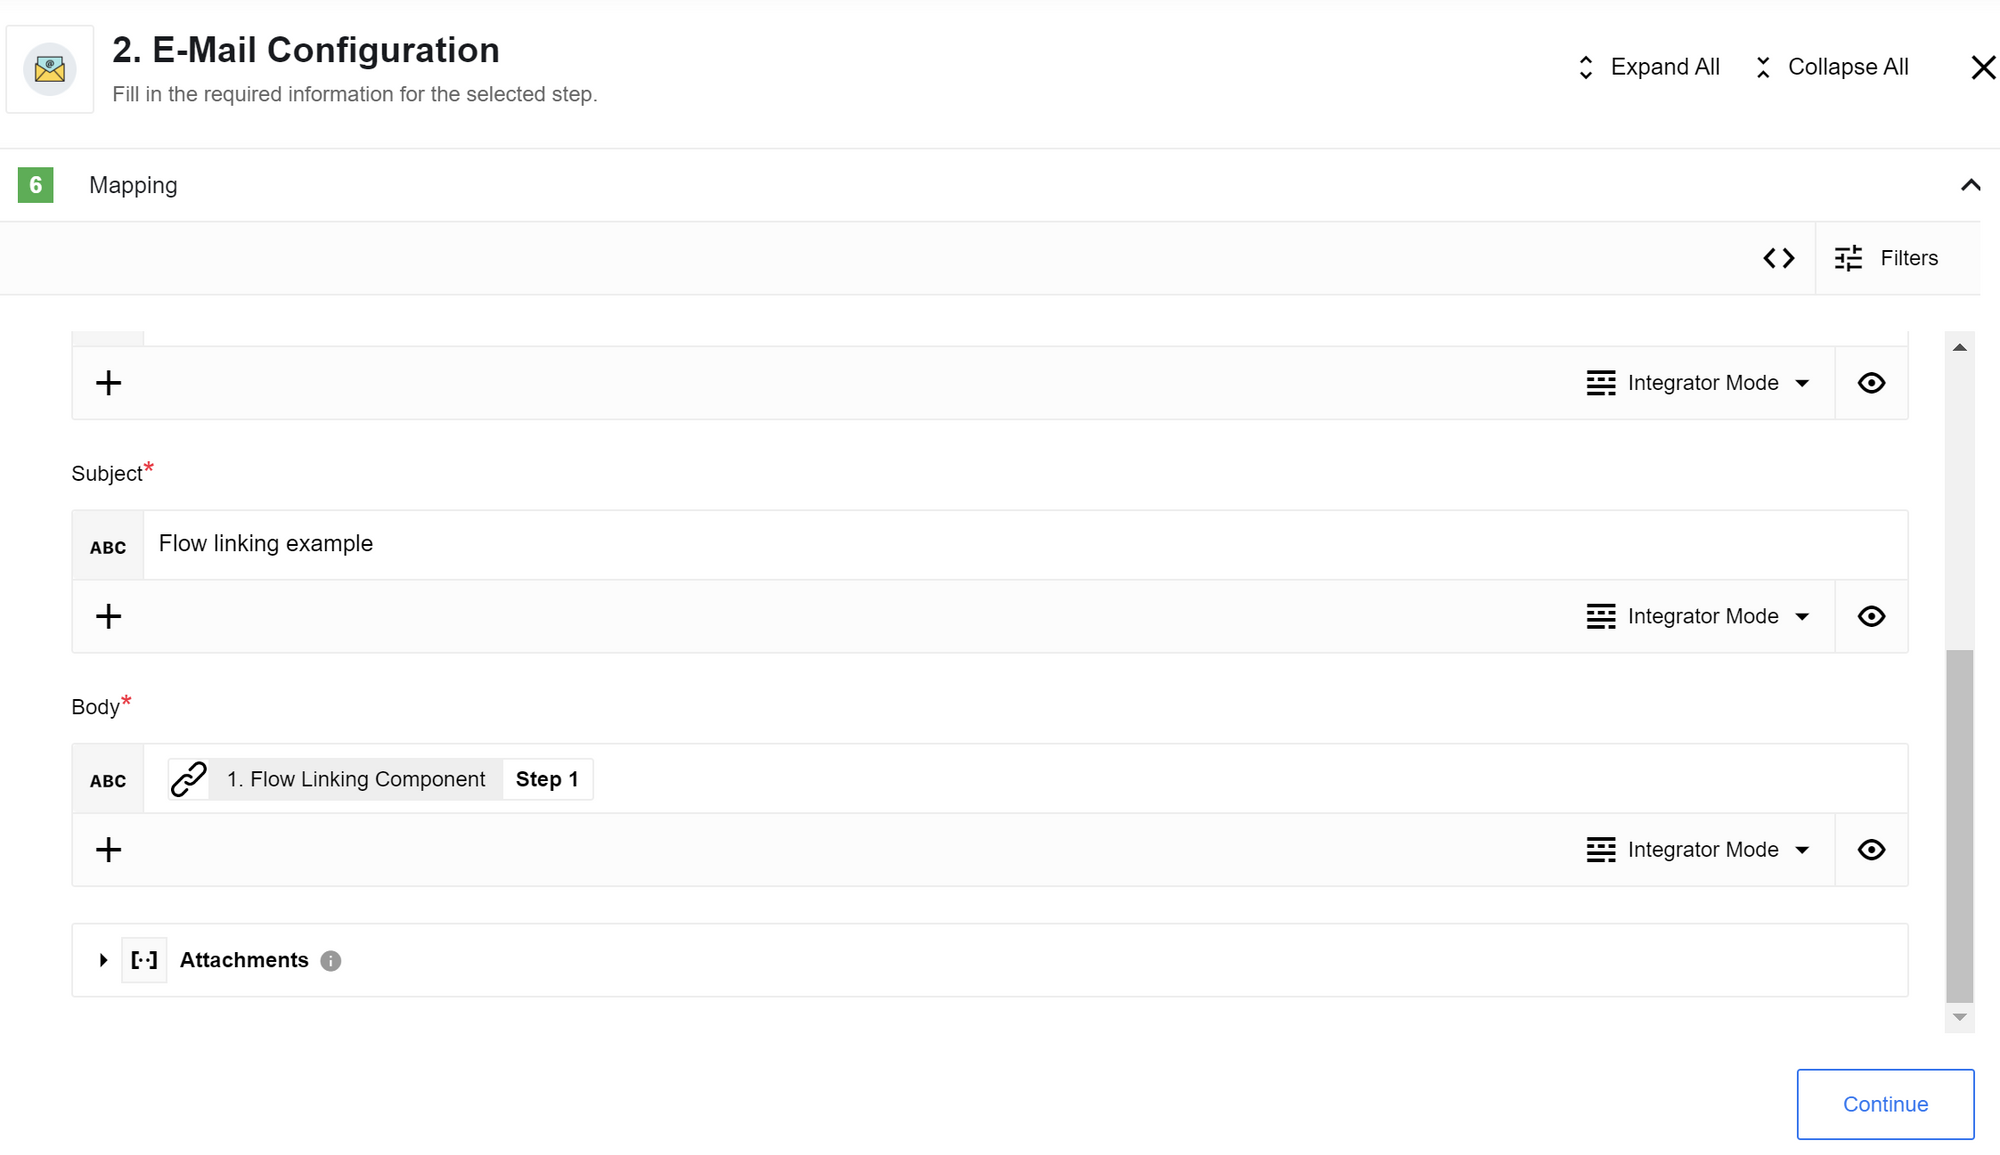 2. E-Mail Configuration
Fill in the required information for the selected step.
Expand All
Collapse All
6
Mapping
Filters
Integrator Mode
Subject*
ABC
Flow linking example
Integrator Mode
Body*
ABC
1. Flow Linking Component
Step 1
Integrator Mode
Attachments
Continue